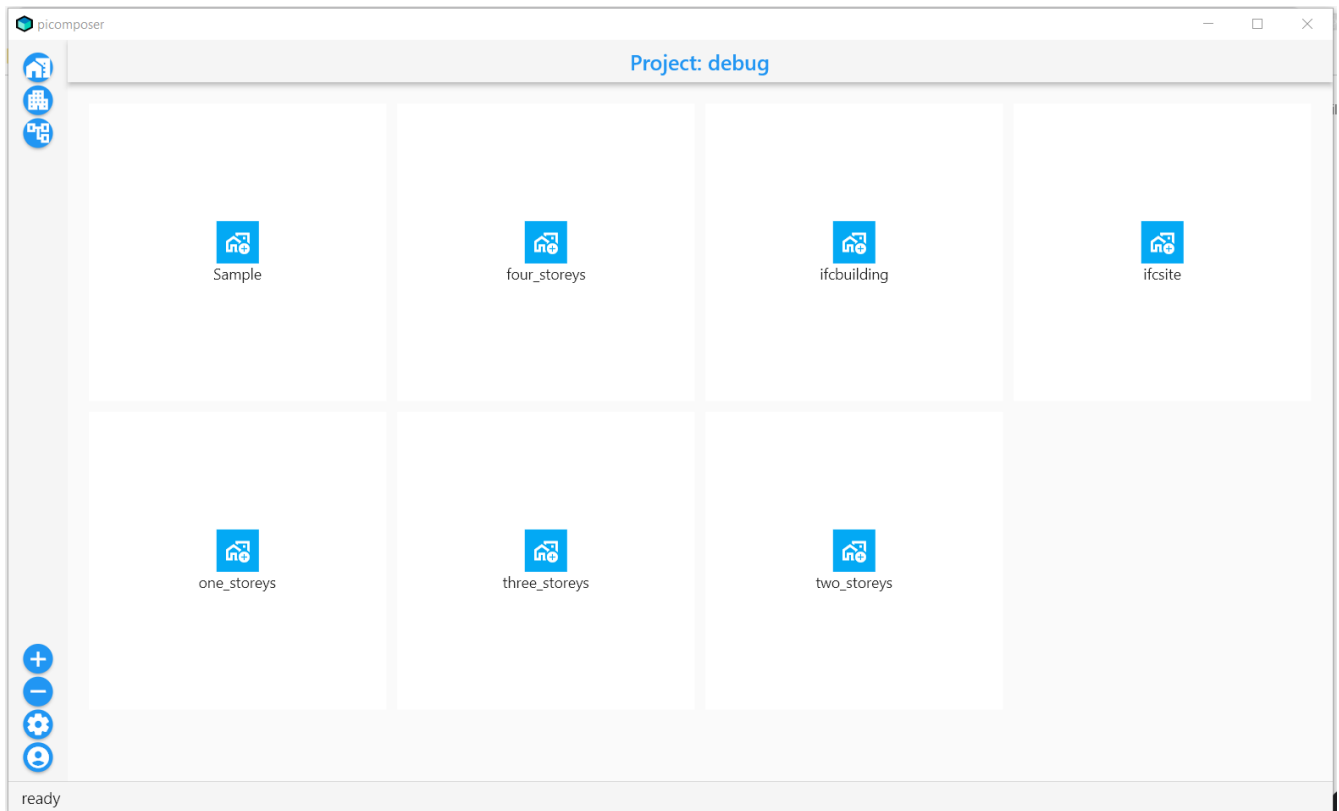 picomposer
Project: debug
Sample
four_storeys
ifcbuilding
ifcsite
one_storeys
three_storeys
two_storeys
ready